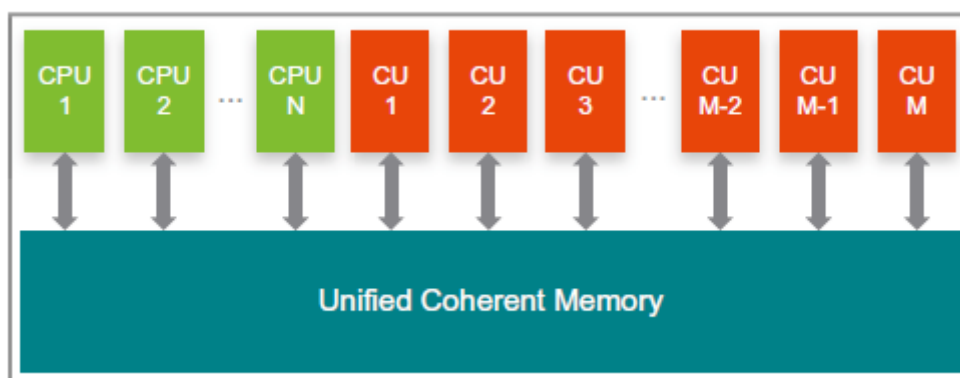 CPU
1
CPU
2
...
CPU
N
CU
1
CU
2
CU
3
...
CU
M-2
CU
M-1
CU
M
Unified Coherent Memory